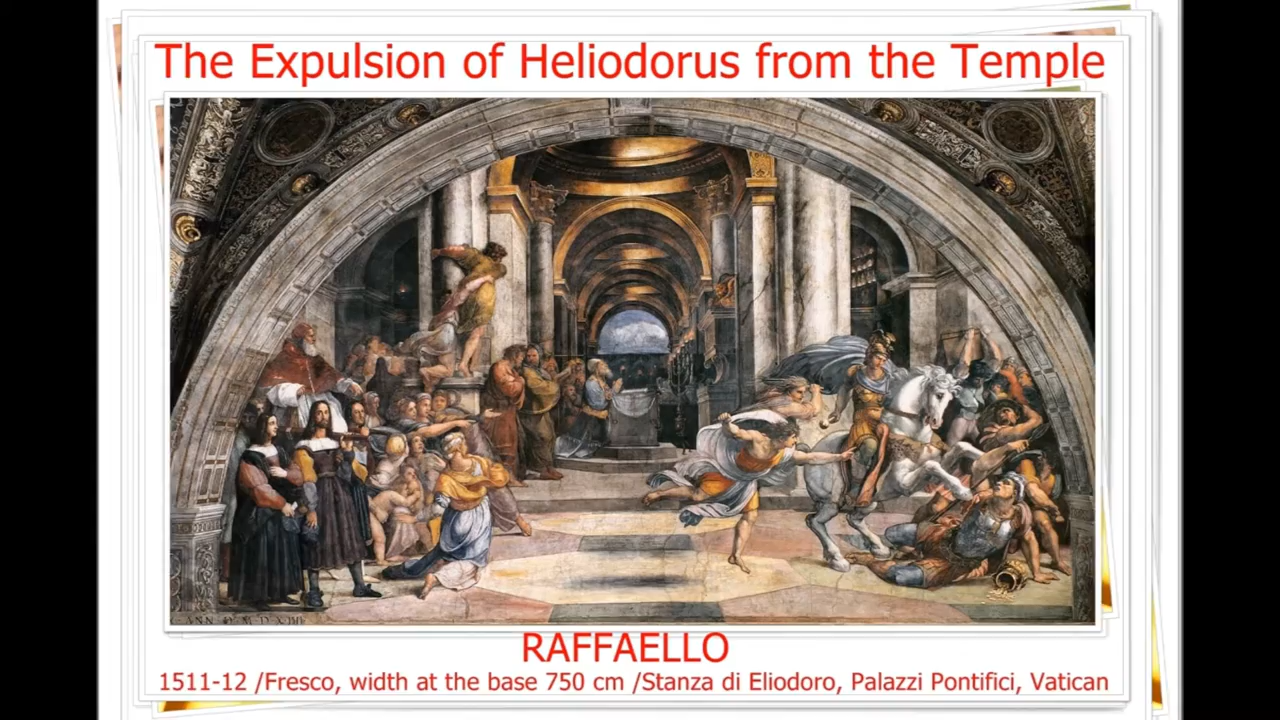 The Expulsion of Heliodorus from the Temple
RAFFAELLO
1511-12 /Fresco, width at the base 750 cm /Stanza di Eliodoro, Palazzi Pontifici, Vatican